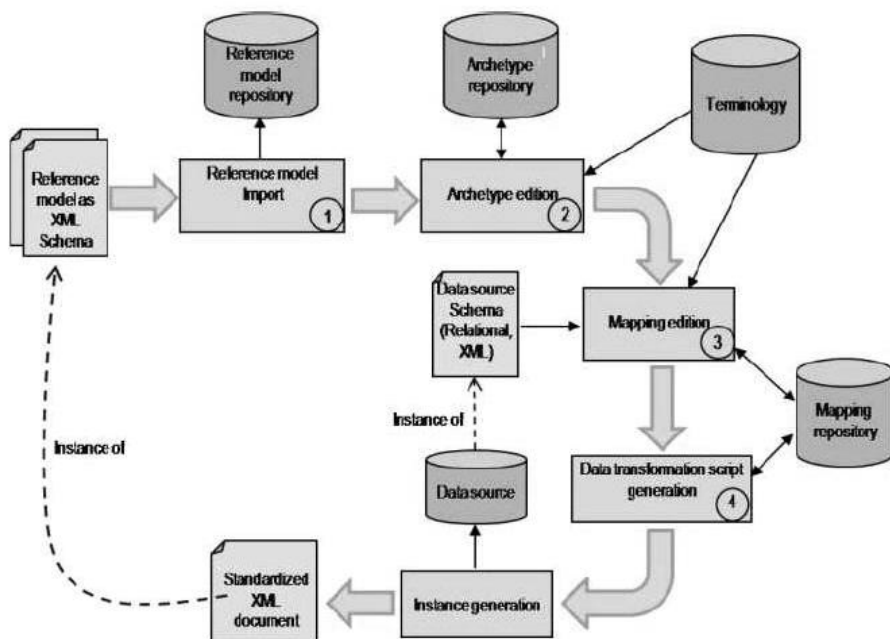 Reference
model
repository
Archetype
repository
Terminology
Reference
model as
XML
Schema
Reference model
Import
1
Archetype edition
2
Data source
Schema
(Relational,
XML)
Mapping edition
3
Instance of
Instance of
Mapping
repository
Data source
Data transformation script
generation
4
Standardized
XML
document
Instance generation